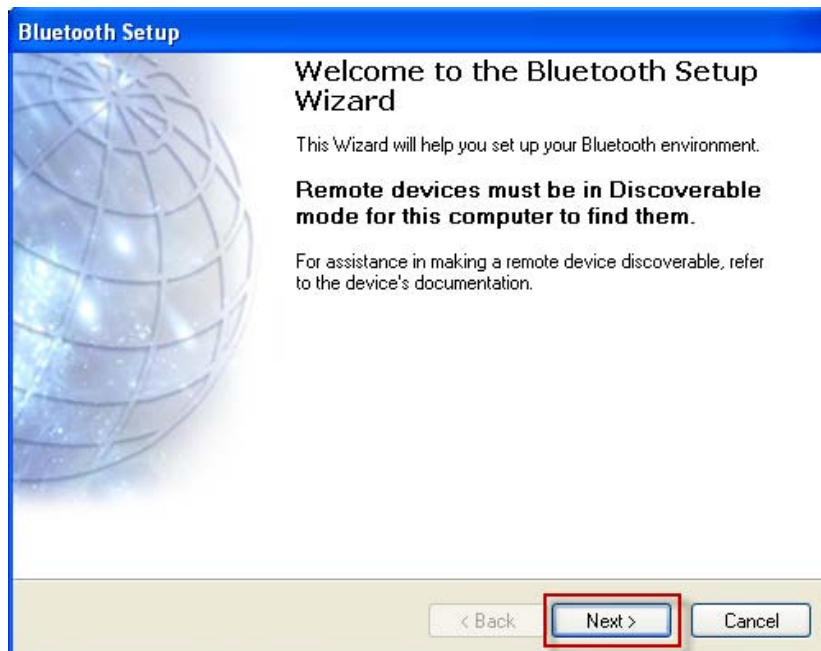 Bluetooth Setup
Welcome to the Bluetooth Setup
Wizard
This Wizard will help you set up your Bluetooth environment.
Remote devices must be in Discoverable
mode for this computer to find them.
For assistance in making a remote device discoverable, refer
to the device's documentation.
< Back
Next >
Cancel